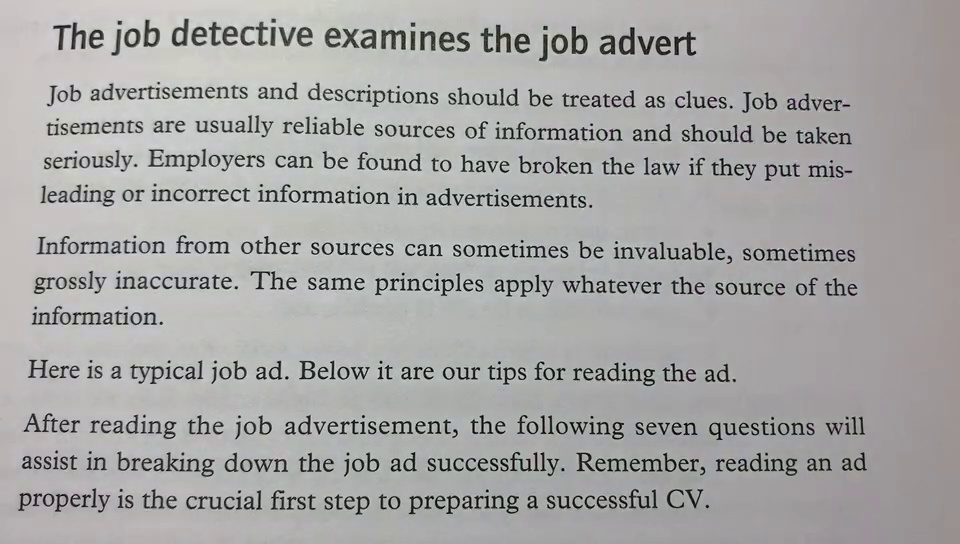 The job detective examines the job advert
Job advertisements and descriptions should be treated as clues. Job adver-
tisements are usually reliable sources of information and should be taken
seriously. Employers can be found to have broken the law if they put mis-
leading or incorrect information in advertisements.
Information from other sources can sometimes be invaluable, sometimes
grossly inaccurate. The same principles apply whatever the source of the
information.
Here is a typical job ad. Below it are our tips for reading the ad.
After reading the job advertisement, the following seven questions will
assist in breaking down the job ad successfully. Remember, reading an ad
properly is the crucial first step to preparing a successful CV.